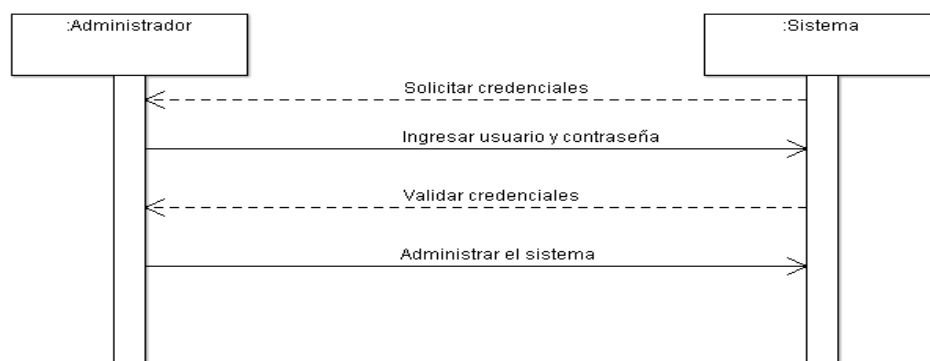 :Administrador
:Sistema
Solicitar credenciales
Ingresar usuario y contraseña
Validar credenciales
Administrar el sistema